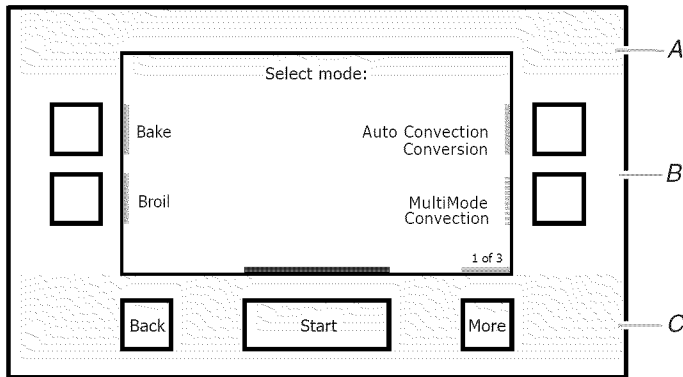 A
Select mode:
Bake
Auto Convection
Conversion
B
Broil
MultiMode
Convection
1 of 3
Back
Start
More
C